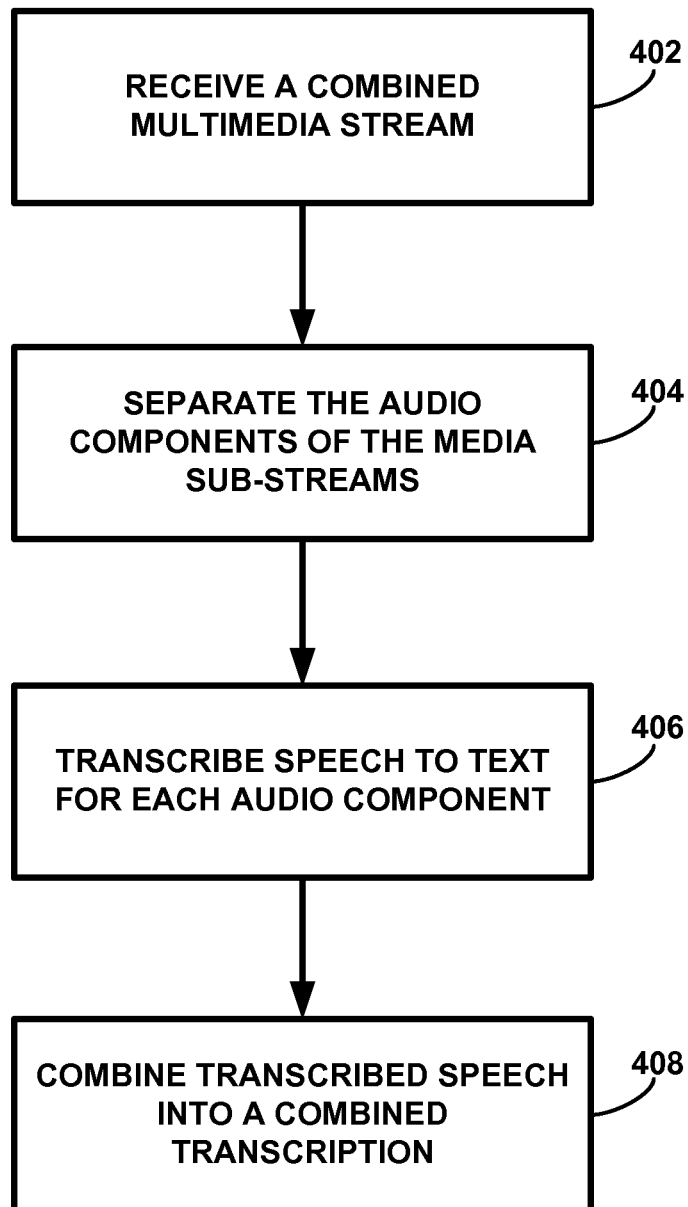 RECEIVE A COMBINED
MULTIMEDIA STREAM
402
SEPARATE THE AUDIO
COMPONENTS OF THE MEDIA
SUB-STREAMS
404
TRANSCRIBE SPEECH TO TEXT
FOR EACH AUDIO COMPONENT
406
COMBINE TRANSCRIBED SPEECH
INTO A COMBINED
TRANSCRIPTION
408